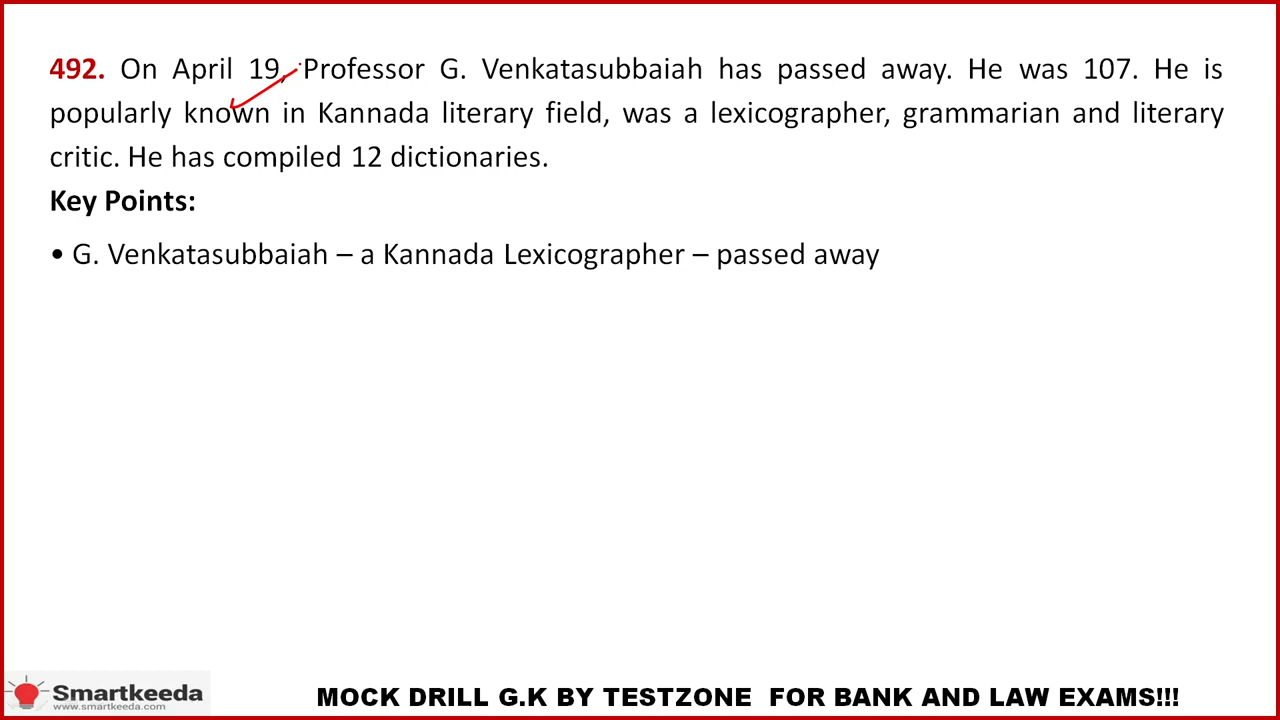 492. On April 19, Professor G. Venkatasubbaiah has passed away. He was 107. He is
popularly known in Kannada literary field, was a lexicographer, grammarian and literary
critic. He has compiled 12 dictionaries.
Key Points:
• G. Venkatasubbaiah – a Kannada Lexicographer – passed away
Smartkeeda
www.smartkeeda.com
MOCK DRILL G.K BY TESTZONE FOR BANK AND LAW EXAMS!!!